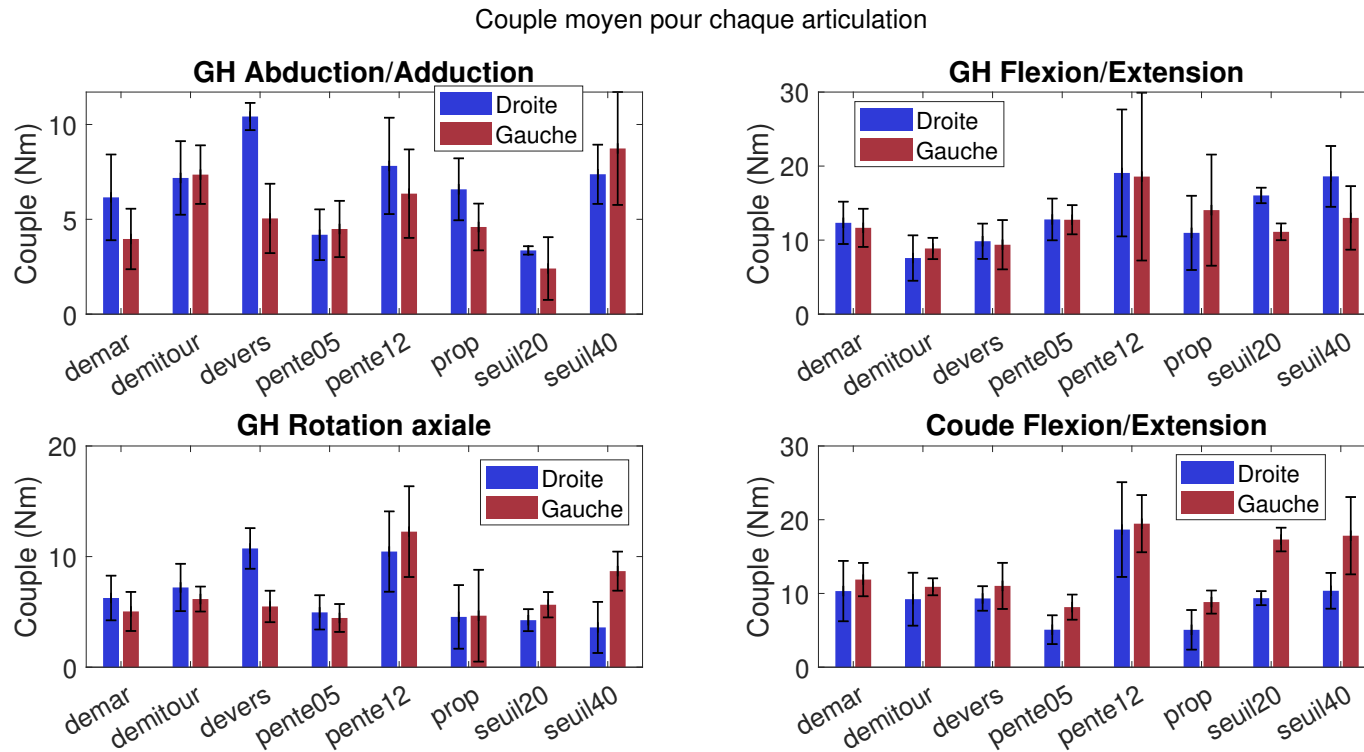 Couple moyen pour chaque articulation
GH Abduction/Adduction
Couple (Nm)
10
5
0
Droite
Gauche
demar
demitour
devers
pente05
pente12
prop
seuil20
seuil40
GH Flexion/Extension
Couple (Nm)
30
20
10
0
Droite
Gauche
demar
demitour
devers
pente05
pente12
prop
seuil20
seuil40
GH Rotation axiale
Couple (Nm)
20
10
0
Droite
Gauche
demar
demitour
devers
pente05
pente12
prop
seuil20
seuil40
Coude Flexion/Extension
Couple (Nm)
30
20
10
0
Droite
Gauche
demar
demitour
devers
pente05
pente12
prop
seuil20
seuil40